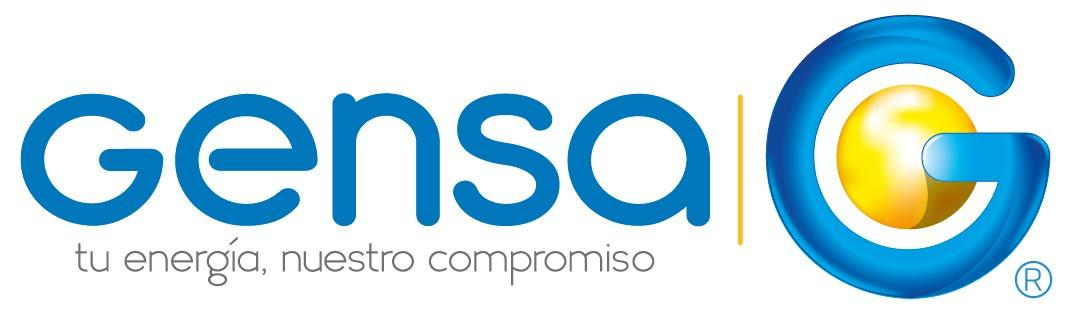 Gensa
tu energía, nuestro compromiso
G
®